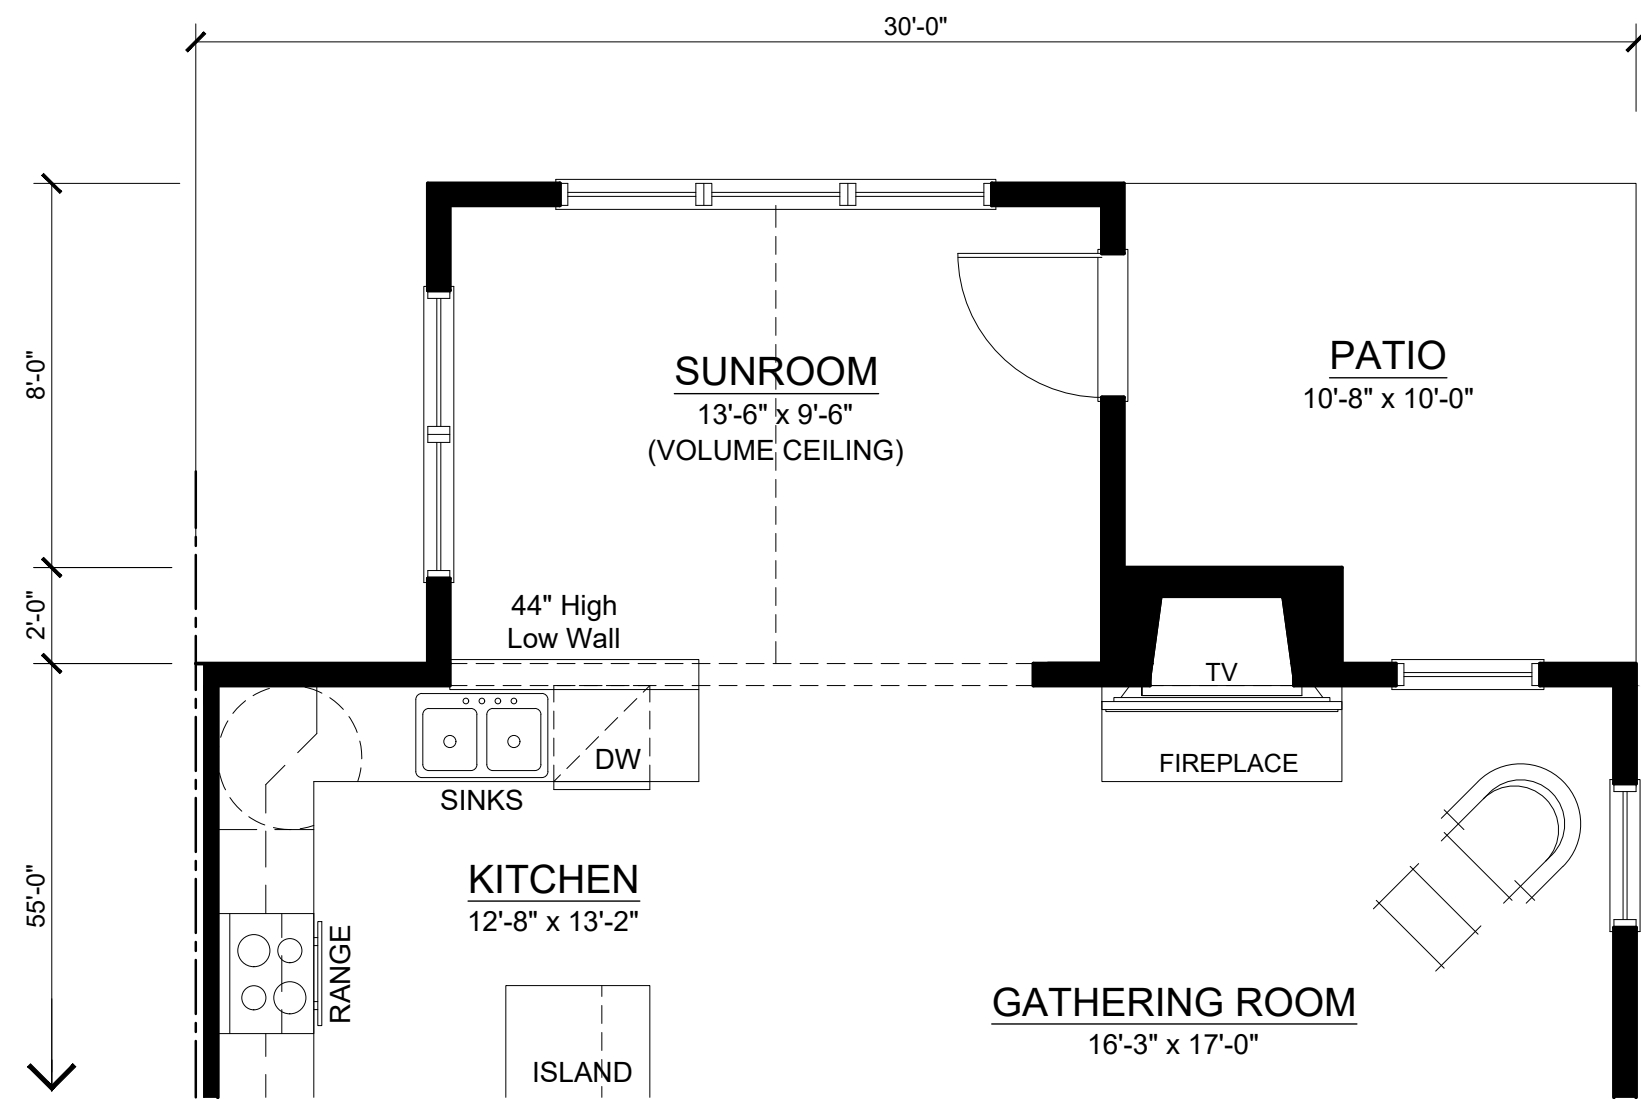 30'-0"
8'-0"
2'-0"
55'-0"
SUNROOM
13'-6" x 9'-6"
(VOLUME CEILING)
PATIO
10'-8" x 10'-0"
44" High
Low Wall
TV
FIREPLACE
DW
SINKS
KITCHEN
12'-8" x 13'-2"
RANGE
ISLAND
GATHERING ROOM
16'-3" x 17'-0"